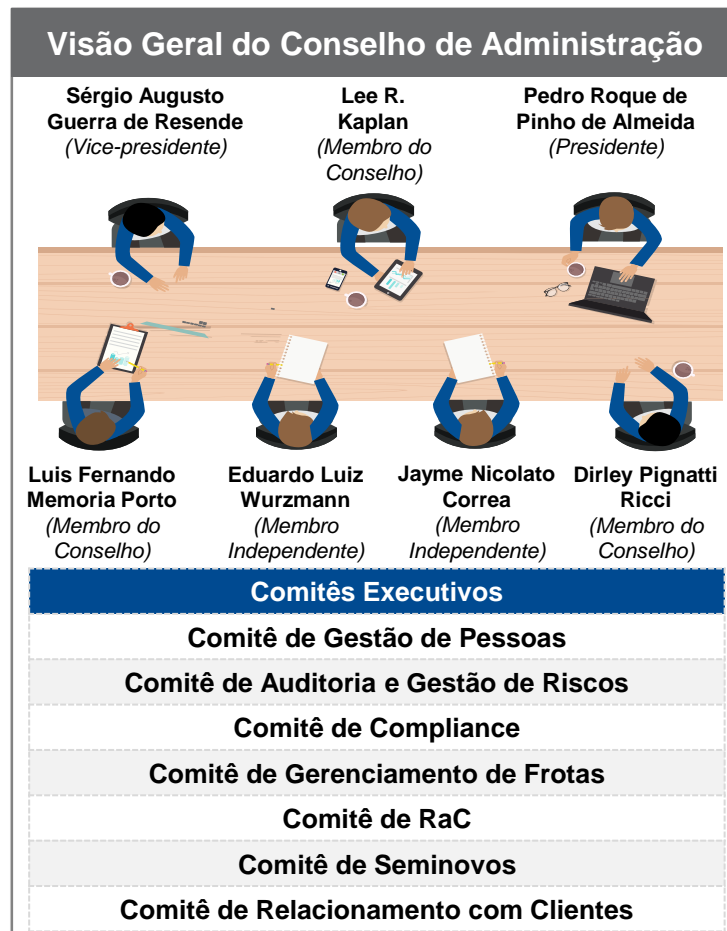 Visão Geral do Conselho de Administração
Sérgio Augusto
Guerra de Resende
(Vice-presidente)
Lee R.
Kaplan
(Membro do
Conselho)
Pedro Roque de
Pinho de Almeida
(Presidente)
Luis Fernando
Memoria Porto
(Membro do
Conselho)
Eduardo Luiz
Wurzmann
(Membro
Independente)
Jayme Nicolato
Correa
(Membro
Independente)
Dirley Pignatti
Ricci
(Membro do
Conselho)
Comitês Executivos
Comitê de Gestão de Pessoas
Comitê de Auditoria e Gestão de Riscos
Comitê de Compliance
Comitê de Gerenciamento de Frotas
Comitê de RaC
Comitê de Seminovos
Comitê de Relacionamento com Clientes